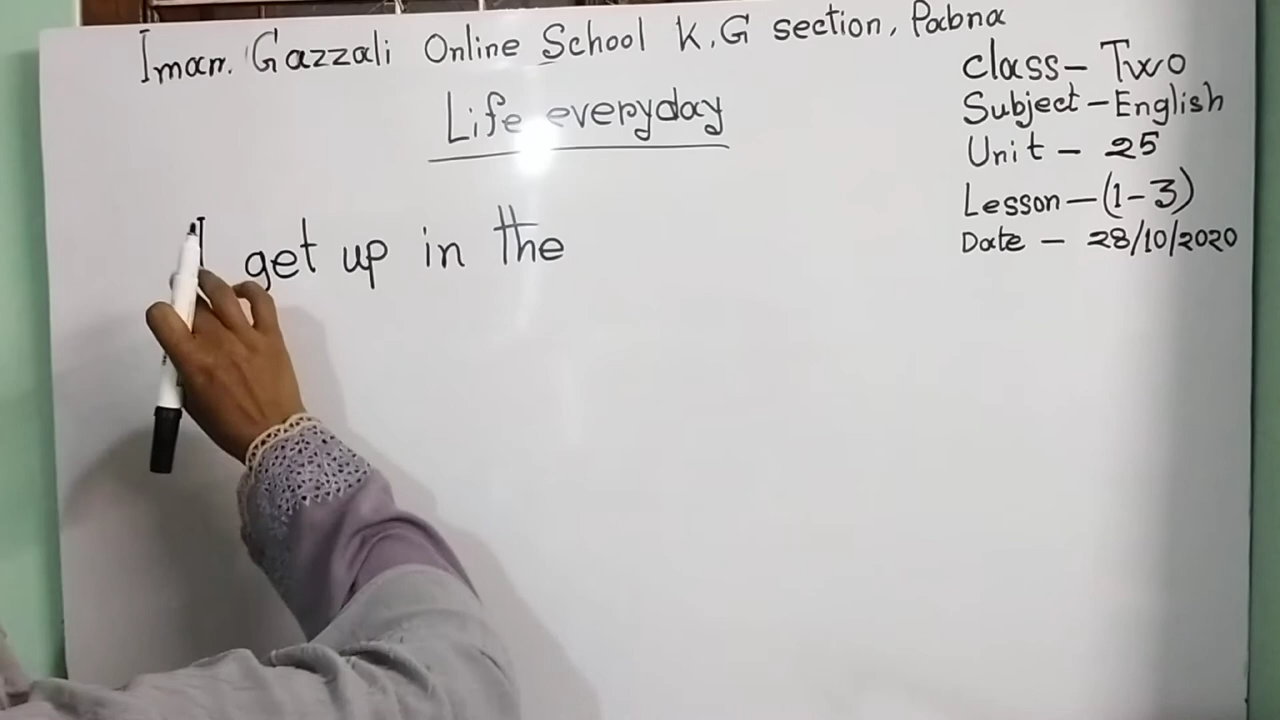 Imam. Gazzali Online School K.G section, Pabna
Life everyday
class- Two
Subject - English
Unit - 25
Lesson - (1-3)
Date - 28/10/2020
I get up in the